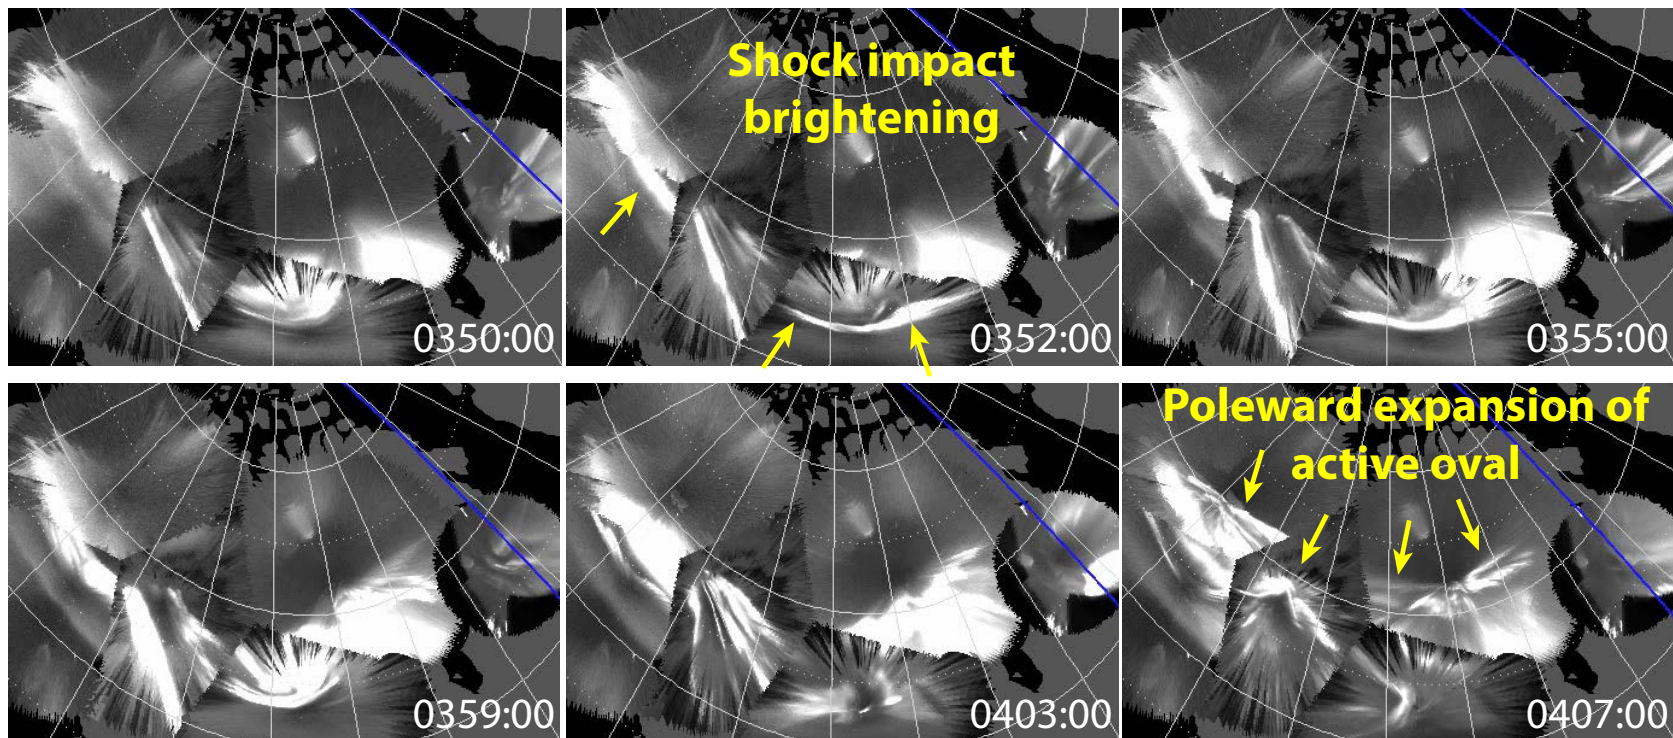 Shock impact
brightening
0350:00
0352:00
0355:00
Poleward expansion of
active oval
0359:00
0403:00
0407:00